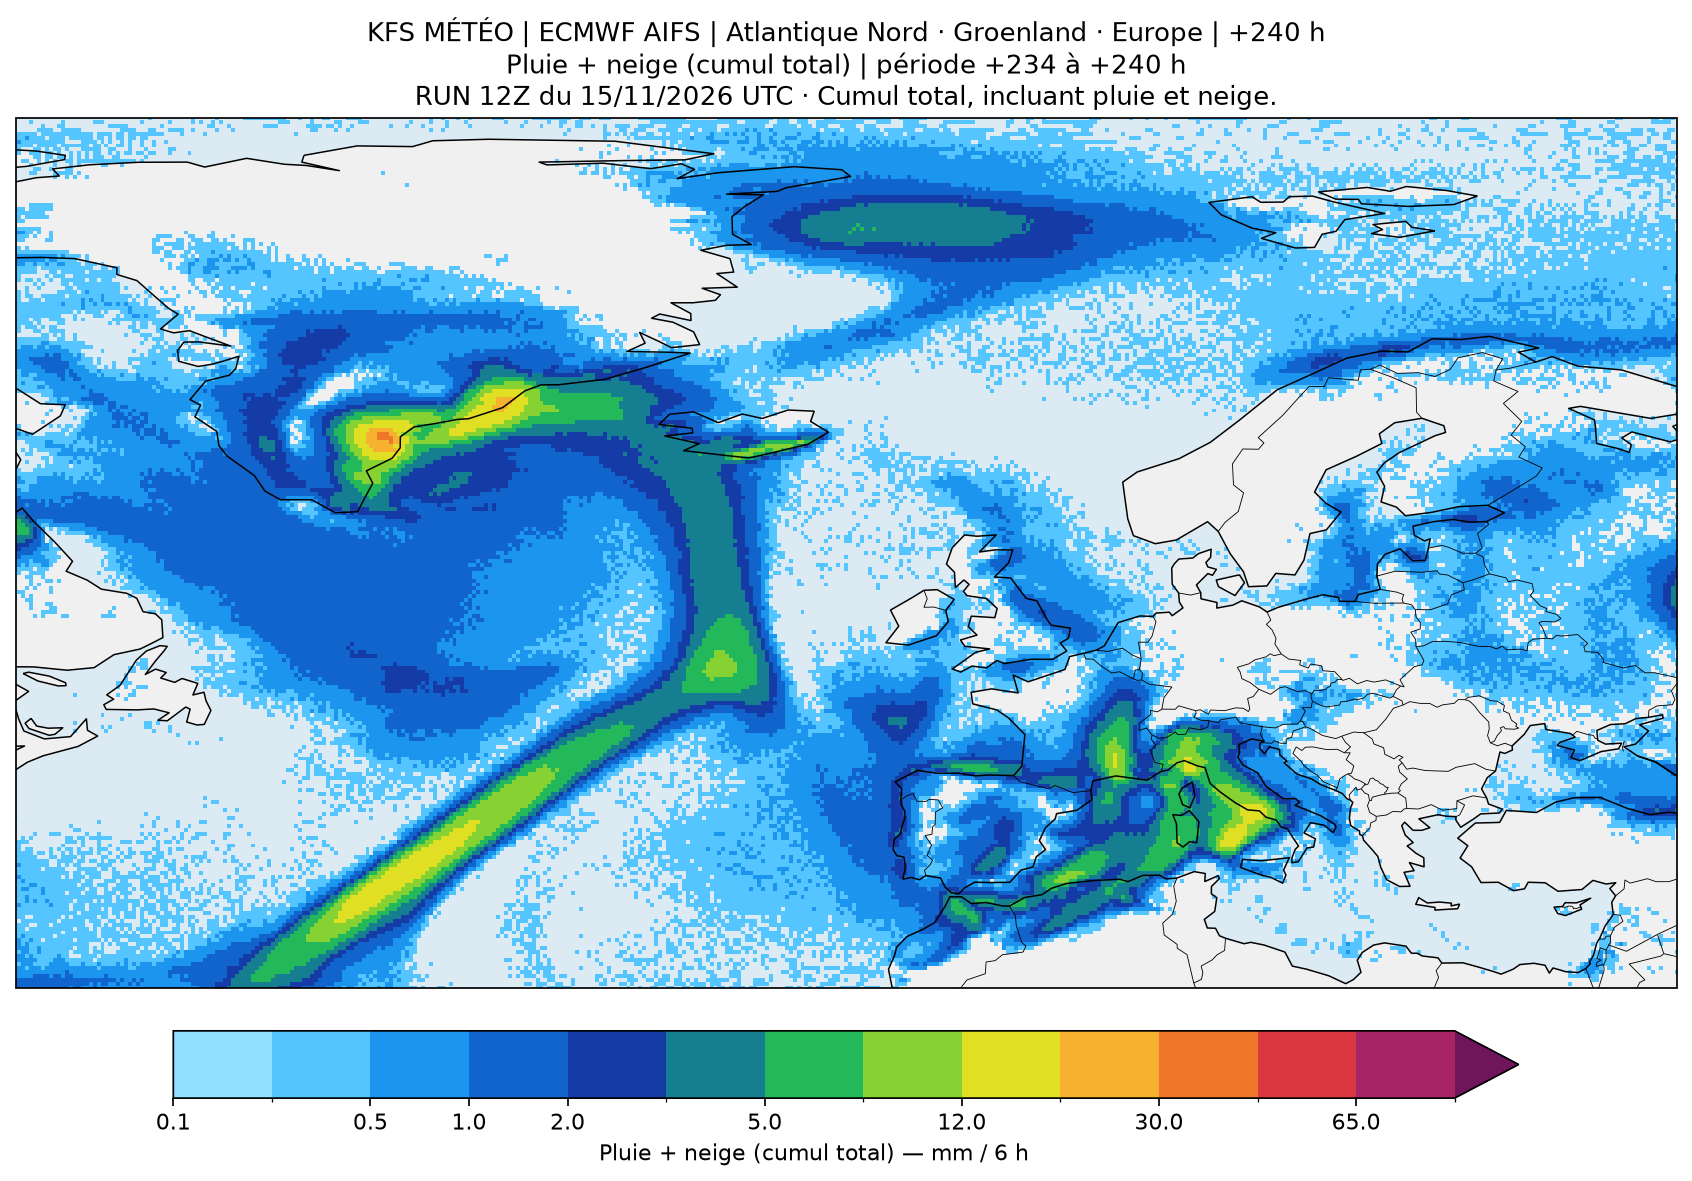 KFS MÉTÉO | ECMWF AIFS | Atlantique Nord · Groenland · Europe | +240 h
Pluie + neige (cumul total) | période +234 à +240 h
RUN 12Z du 15/11/2026 UTC · Cumul total, incluant pluie et neige.
0.1 0.5 1.0 2.0 5.0 12.0 30.0 65.0
Pluie + neige (cumul total) — mm / 6 h